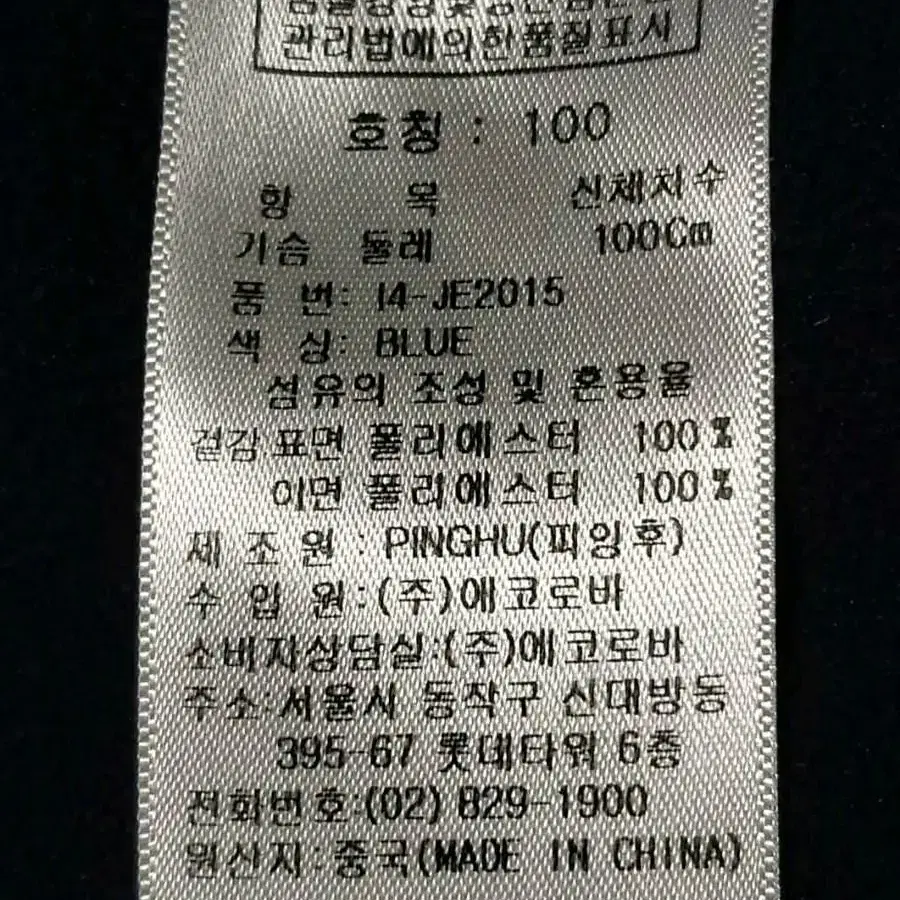 관리법에의한품질표시
호칭 : 100
항 목 신체치수
가슴 둘레 100Cm
품 번: I4-JE2015
색 상: BLUE
섬유의 조성 및 혼용율
겉감표면 폴리에스터 100%
이면 폴리에스터 100%
제 조 원 : PINGHU(피잉후)
수 입 원:(주)에코로바
소비자상담실:(주)에코로바
주소:서울시 동작구 신대방동
395-67 롯데타워 6층
전화번호:(02) 829-1900
원산지:중국(MADE IN CHINA)